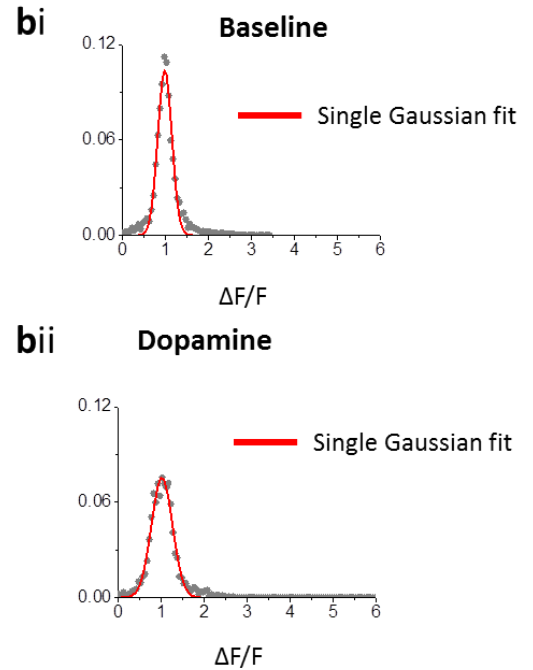 bi Baseline
0.12
Single Gaussian fit
0.06
0.00
0 1 2 3 4 5 6
ΔF/F
bii Dopamine
0.12
Single Gaussian fit
0.06
0.00
0 1 2 3 4 5 6
ΔF/F